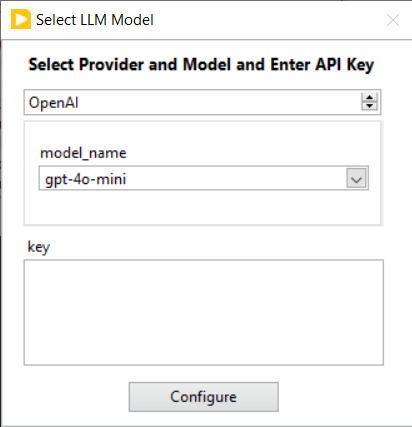 Select LLM Model
Select Provider and Model and Enter API Key
OpenAI
model_name
gpt-4o-mini
key
Configure